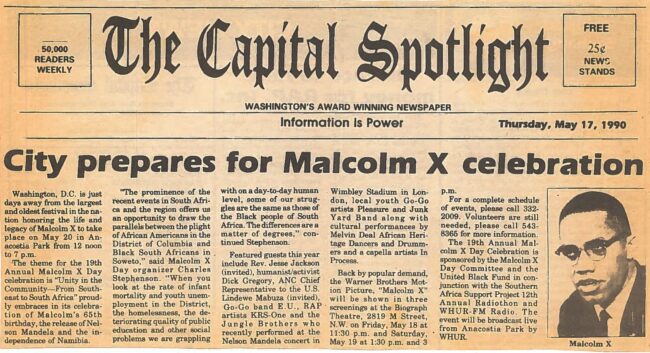 50,000
READERS
WEEKLY
The Capital Spotlight
FREE
25¢
NEWS
STANDS
WASHINGTON'S AWARD WINNING NEWSPAPER
Information Is Power
Thursday, May 17, 1990
City prepares for Malcolm X celebration
Washington, D.C. is just
days away from the largest
and oldest festival in the na-
tion honoring the life and
legacy of Malcolm X to take
place on May 20 in An-
acostia Park from 12 noon
to 7 p.m.
The theme for the 19th
Annual Malcolm X Day
celebration is "Unity in the
Community—From South-
east to South Africa" proud-
ly embraces in its celebra-
tion of Malcolm's 65th
birthday, the release of Nel-
son Mandela and the in-
dependence of Namibia.
"The prominence of the
recent events in South Afri-
ca and the region offers us
an opportunity to draw the
parallels between the plight
of African Americans in the
District of Columbia and
Black South Africans in
Soweto," said Malcolm X
Day organizer Charles
Stephenson. "When you
look at the rate of infant
mortality and youth unem-
ployment in the District,
the homelessness, the de-
teriorating quality of public
education and other social
problems we are grappling
with on a day-to-day human
level, some of our strug-
gles are the same as those of
the Black people of South
Africa. The differences are a
matter of degrees," con-
tinued Stephenson.
Featured guests this year
include Rev. Jesse Jackson
(invited), humanist/activist
Dick Gregory, ANC Chief
Representative to the U.S.
Lindewe Mabuza (invited),
Go-Go band E.U., RAP
artists KRS-One and the
Jungle Brothers who
recently performed at the
Nelson Mandela concert in
Wimbley Stadium in Lon-
don, local youth Go-Go
artists Pleasure and Junk
Yard Band along with
cultural performances by
Melvin Deal African Heri-
tage Dancers and Drumm-
ers and a capella artists In
Process.
Back by popular demand,
the Warner Brothers Mot-
ion Picture, "Malcolm X"
will be shown in three
screenings at the Biograph
Theatre, 2819 M Street,
N.W. on Friday, May 18 at
11:30 p.m. and Saturday,
May 19 at 1:30 p.m. and 3
p.m.
For a complete schedule
of events, please call 332-
2009. Volunteers are still
needed, please call 543-
8365 for more information.
The 19th Annual Mal-
colm X Day Celebration is
sponsored by the Malcolm X
Day Committee and the
United Black Fund in con-
junction with the Southern
Africa Support Project 12th
Annual Radiothon and
WHUR-FM Radio. The
event will be broadcast live
from Anacostia Park by
WHUR.
Malcolm X